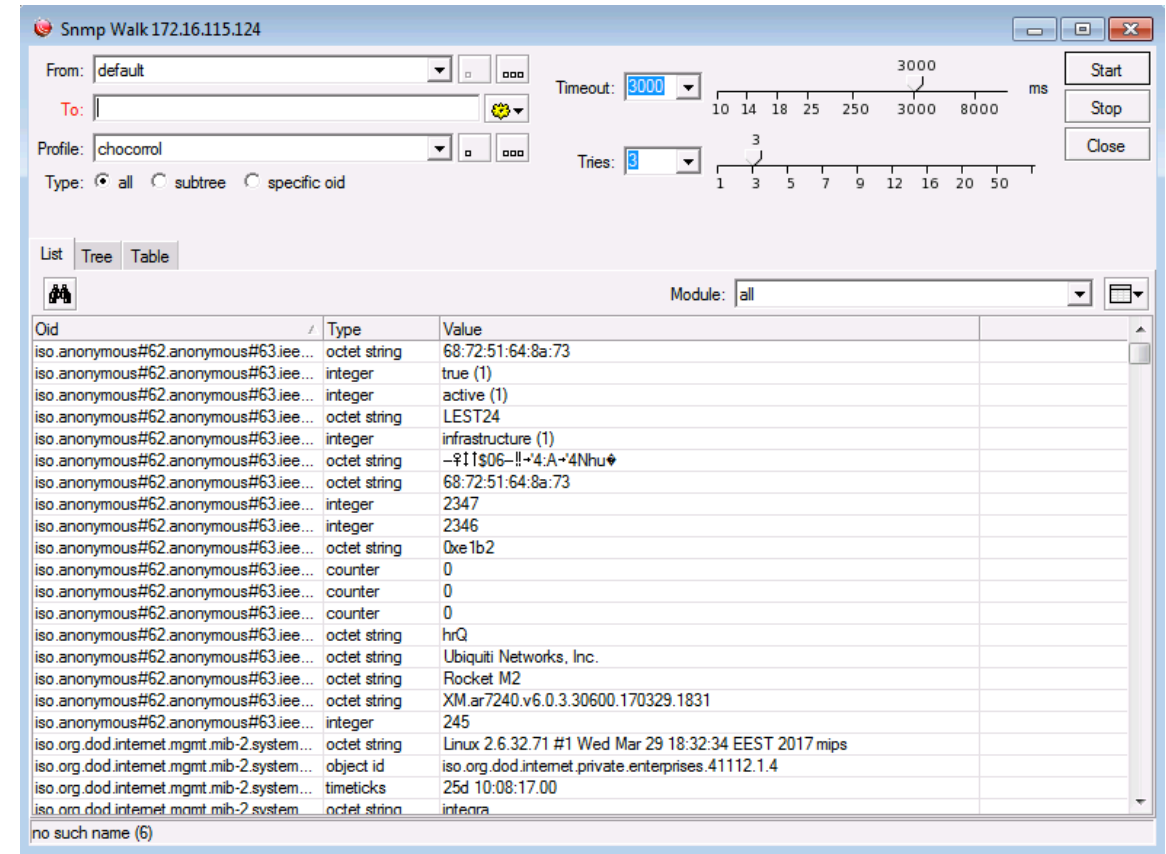 Snmp Walk 172.16.115.124
From: default
To:
Profile: chocorrol
Type: all subtree specific oid
Timeout: 3000
3000
10 14 18 25 250 3000 8000 ms
Tries: 3
3
1 3 5 7 9 12 16 20 50
Start
Stop
Close
List Tree Table
Module: all
Oid Type Value
iso.anonymous#62.anonymous#63.iee... octet string 68:72:51:64:8a:73
iso.anonymous#62.anonymous#63.iee... integer true (1)
iso.anonymous#62.anonymous#63.iee... integer active (1)
iso.anonymous#62.anonymous#63.iee... octet string LEST24
iso.anonymous#62.anonymous#63.iee... integer infrastructure (1)
iso.anonymous#62.anonymous#63.iee... octet string
iso.anonymous#62.anonymous#63.iee... octet string 68:72:51:64:8a:73
iso.anonymous#62.anonymous#63.iee... integer 2347
iso.anonymous#62.anonymous#63.iee... integer 2346
iso.anonymous#62.anonymous#63.iee... octet string 0xe1b2
iso.anonymous#62.anonymous#63.iee... counter 0
iso.anonymous#62.anonymous#63.iee... counter 0
iso.anonymous#62.anonymous#63.iee... counter 0
iso.anonymous#62.anonymous#63.iee... octet string hrQ
iso.anonymous#62.anonymous#63.iee... octet string Ubiquiti Networks, Inc.
iso.anonymous#62.anonymous#63.iee... octet string Rocket M2
iso.anonymous#62.anonymous#63.iee... octet string XM.ar7240.v6.0.3.30600.170329.1831
iso.anonymous#62.anonymous#63.iee... integer 245
iso.org.dod.internet.mgmt.mib-2.system... octet string Linux 2.6.32.71 #1 Wed Mar 29 18:32:34 EEST 2017 mips
iso.org.dod.internet.mgmt.mib-2.system... object id iso.org.dod.internet.private.enterprises.41112.1.4
iso.org.dod.internet.mgmt.mib-2.system... timeticks 25d 10:08:17.00
iso.org.dod.internet.mgmt.mib-2.system octet string integra
no such name (6)